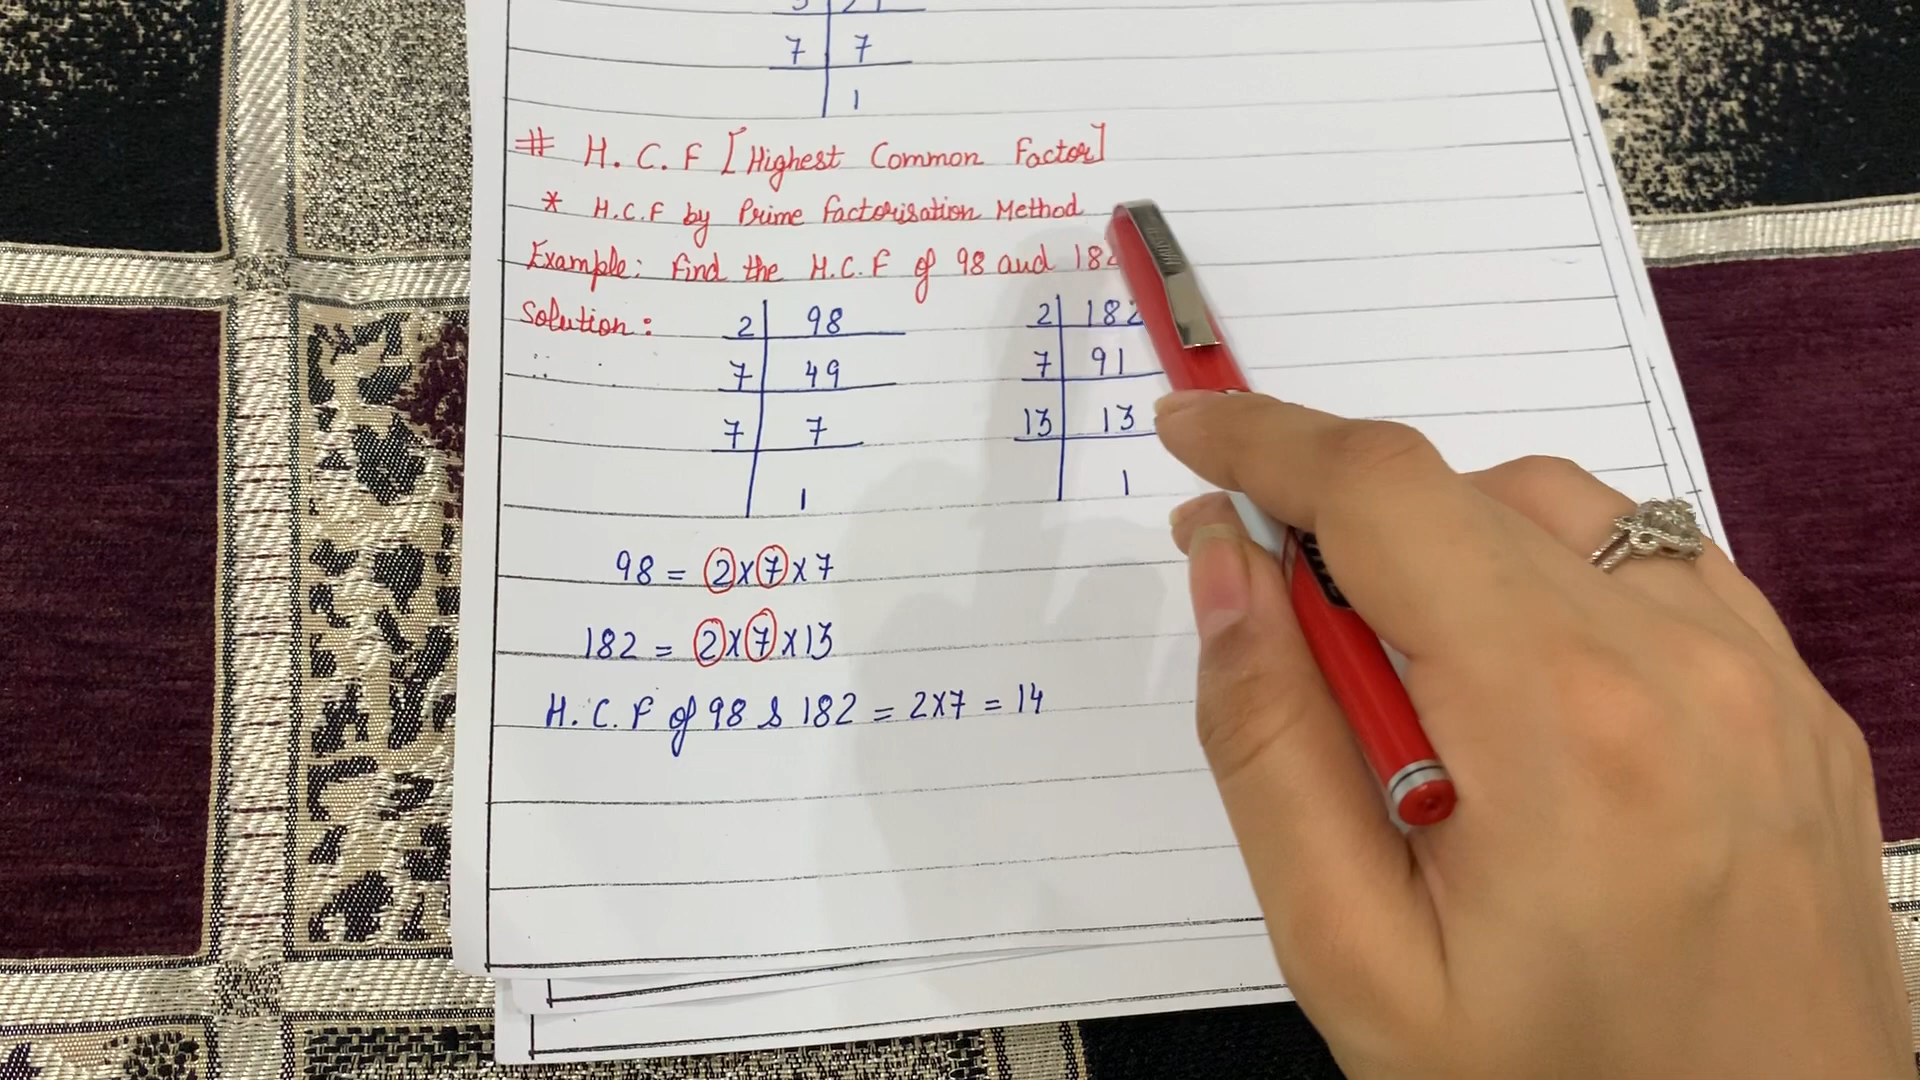 7 7
1
# H.C.F [Highest Common Factor]
* H.C.F by Prime Factorisation Method
Example: Find the H.C.F of 98 and 182
Solution: 2 98 2 182
7 49 7 91
7 7 13 13
1 1
98 = 2x7x7
182 = 2x7x13
H.C.F of 98 & 182 = 2x7 = 14